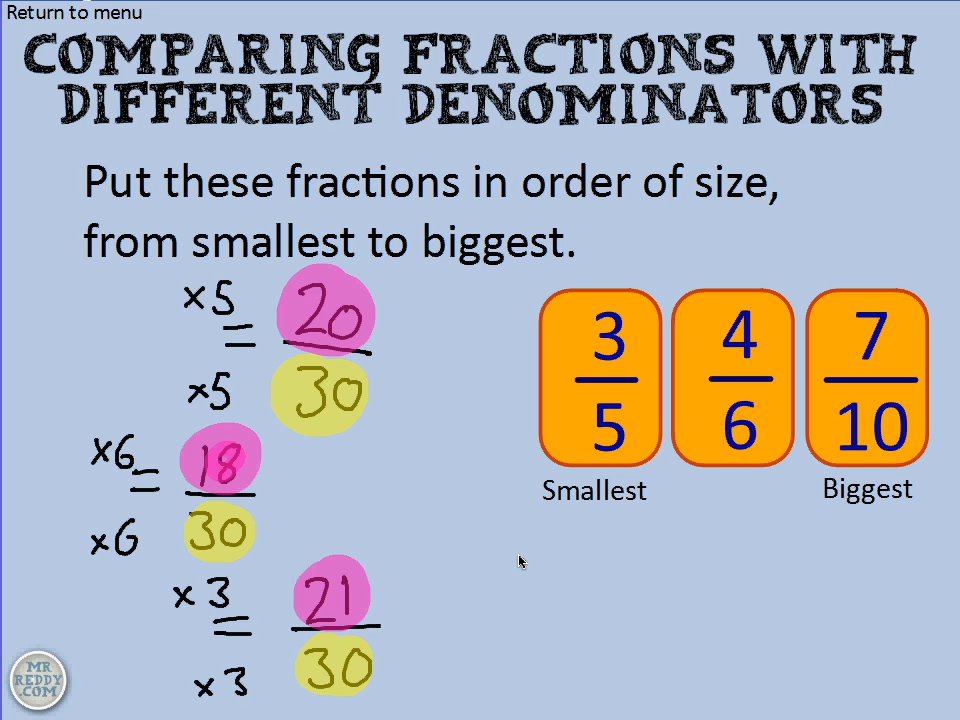 Return to menu
COMPARING FRACTIONS WITH
DIFFERENT DENOMINATORS
Put these fractions in order of size,
from smallest to biggest.
×5 = 20
×5 30
×6 = 18
×6 30
×3 = 21
×3 30
3 4 7
5 6 10
Smallest Biggest
MR
REDDY
.COM